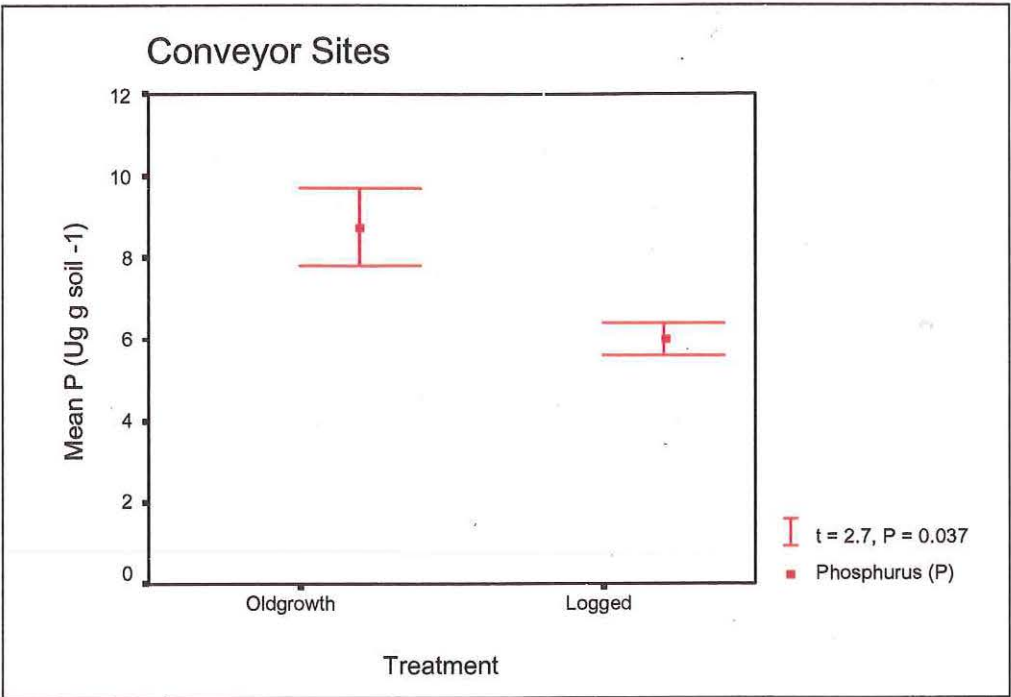 Conveyor Sites
12
10
8
6
4
2
0
Mean P (Ug g soil -1)
Oldgrowth
Logged
Treatment
t = 2.7, P = 0.037
Phosphurus (P)